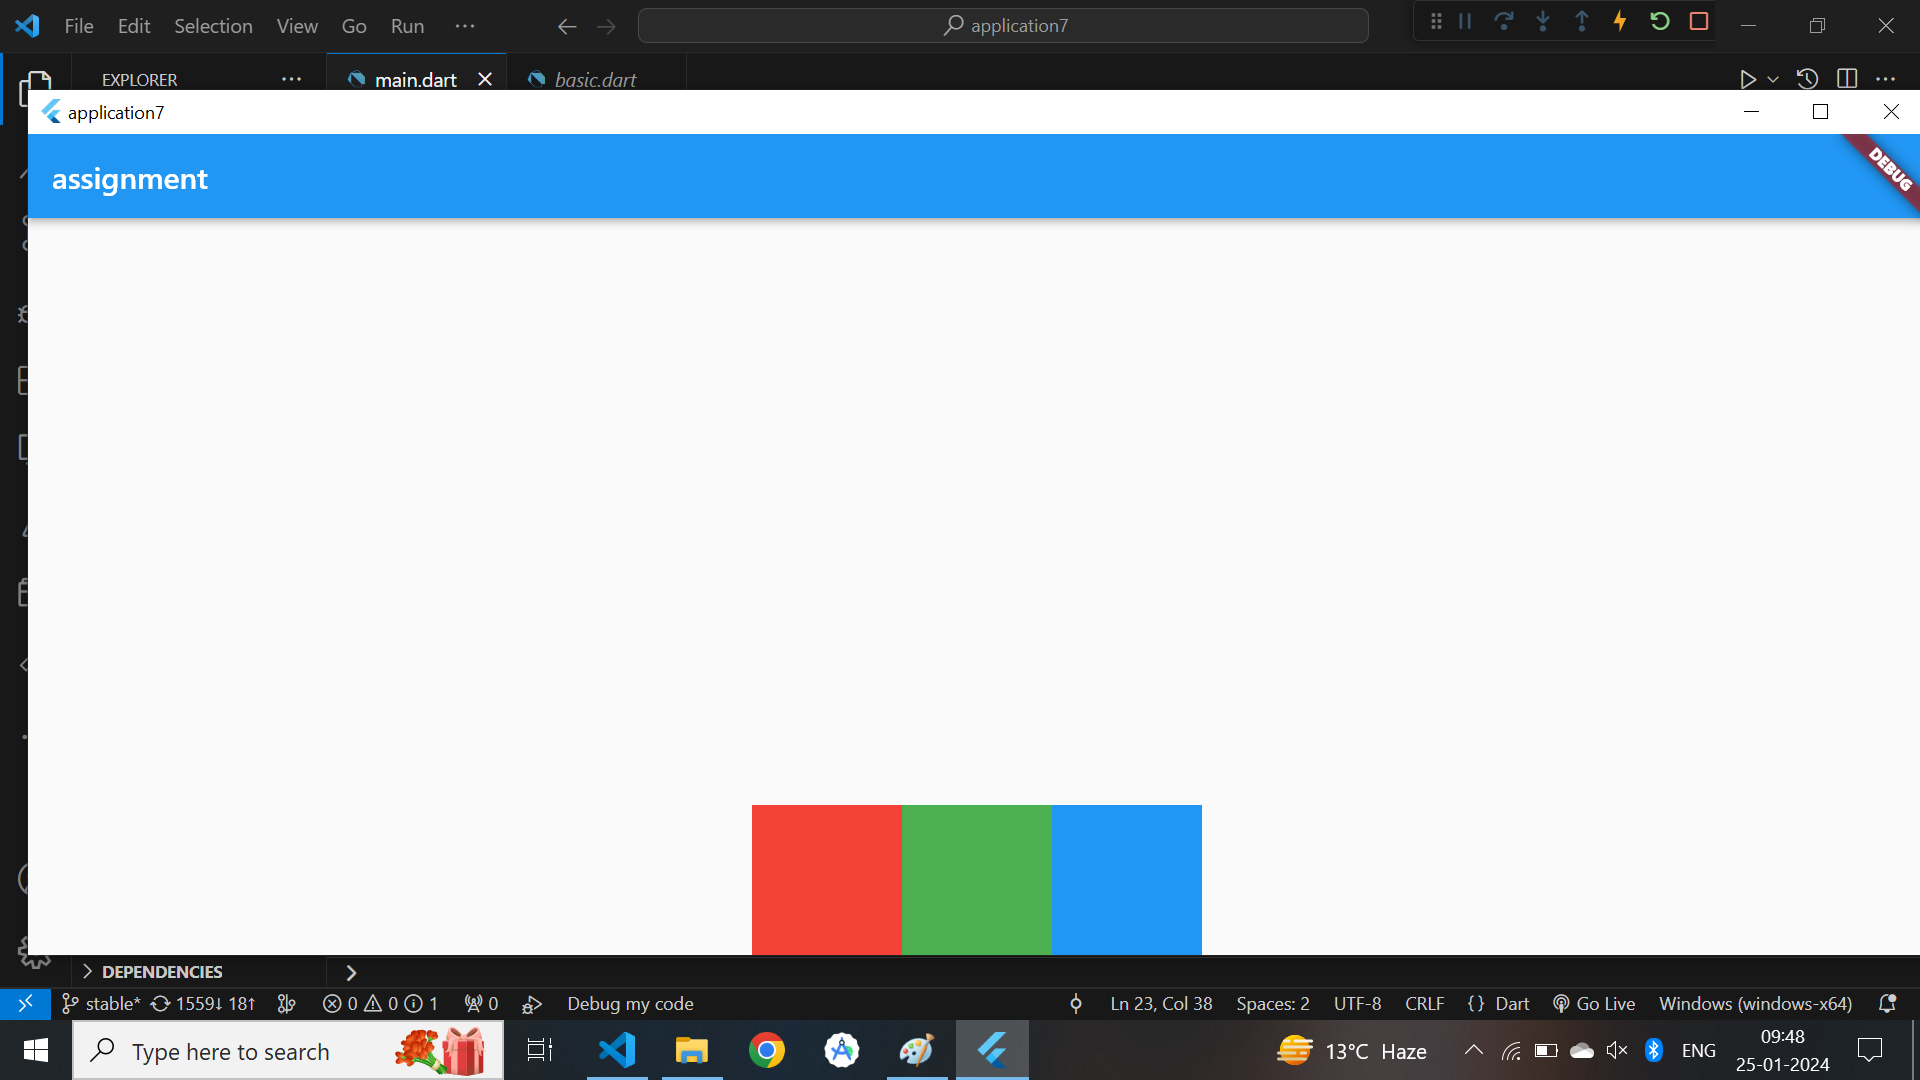 File Edit Selection View Go Run ··· application7
EXPLORER ··· main.dart basic.dart ···
application7
assignment
DEBUG
DEPENDENCIES
stable* 1559↓ 18↑ 0 0 1 0 Debug my code Ln 23, Col 38 Spaces: 2 UTF-8 CRLF {} Dart Go Live Windows (windows-x64)
Type here to search 13°C Haze ENG 09:48
25-01-2024